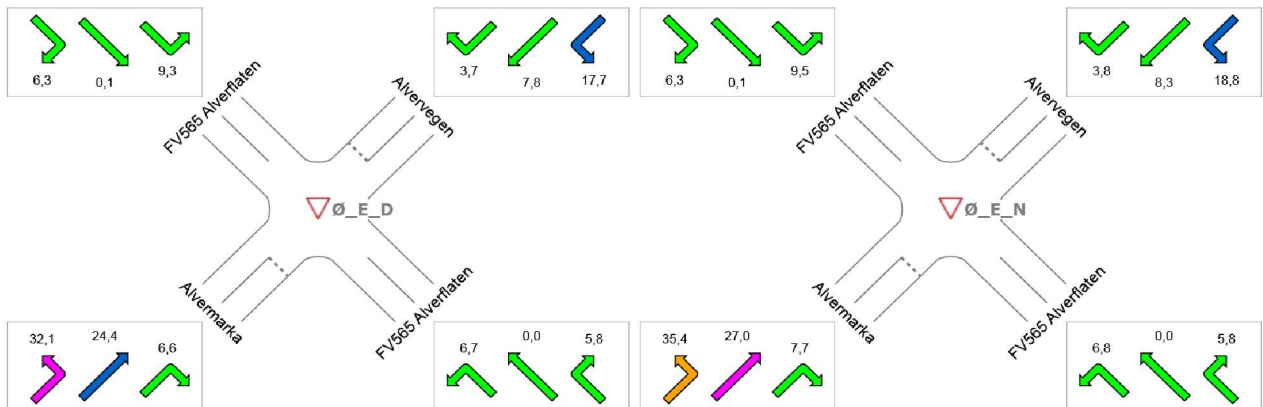 6,3 0,1 9,3
3,7 7,8 17,7
FV565 Alverflaten
Alvervegen
Ø_E_D
Alvermarka
FV565 Alverflaten
32,1 24,4 6,6
6,7 0,0 5,8
6,3 0,1 9,5
3,8 8,3 18,8
FV565 Alverflaten
Alvervegen
Ø_E_N
Alvermarka
FV565 Alverflaten
35,4 27,0 7,7
6,8 0,0 5,8